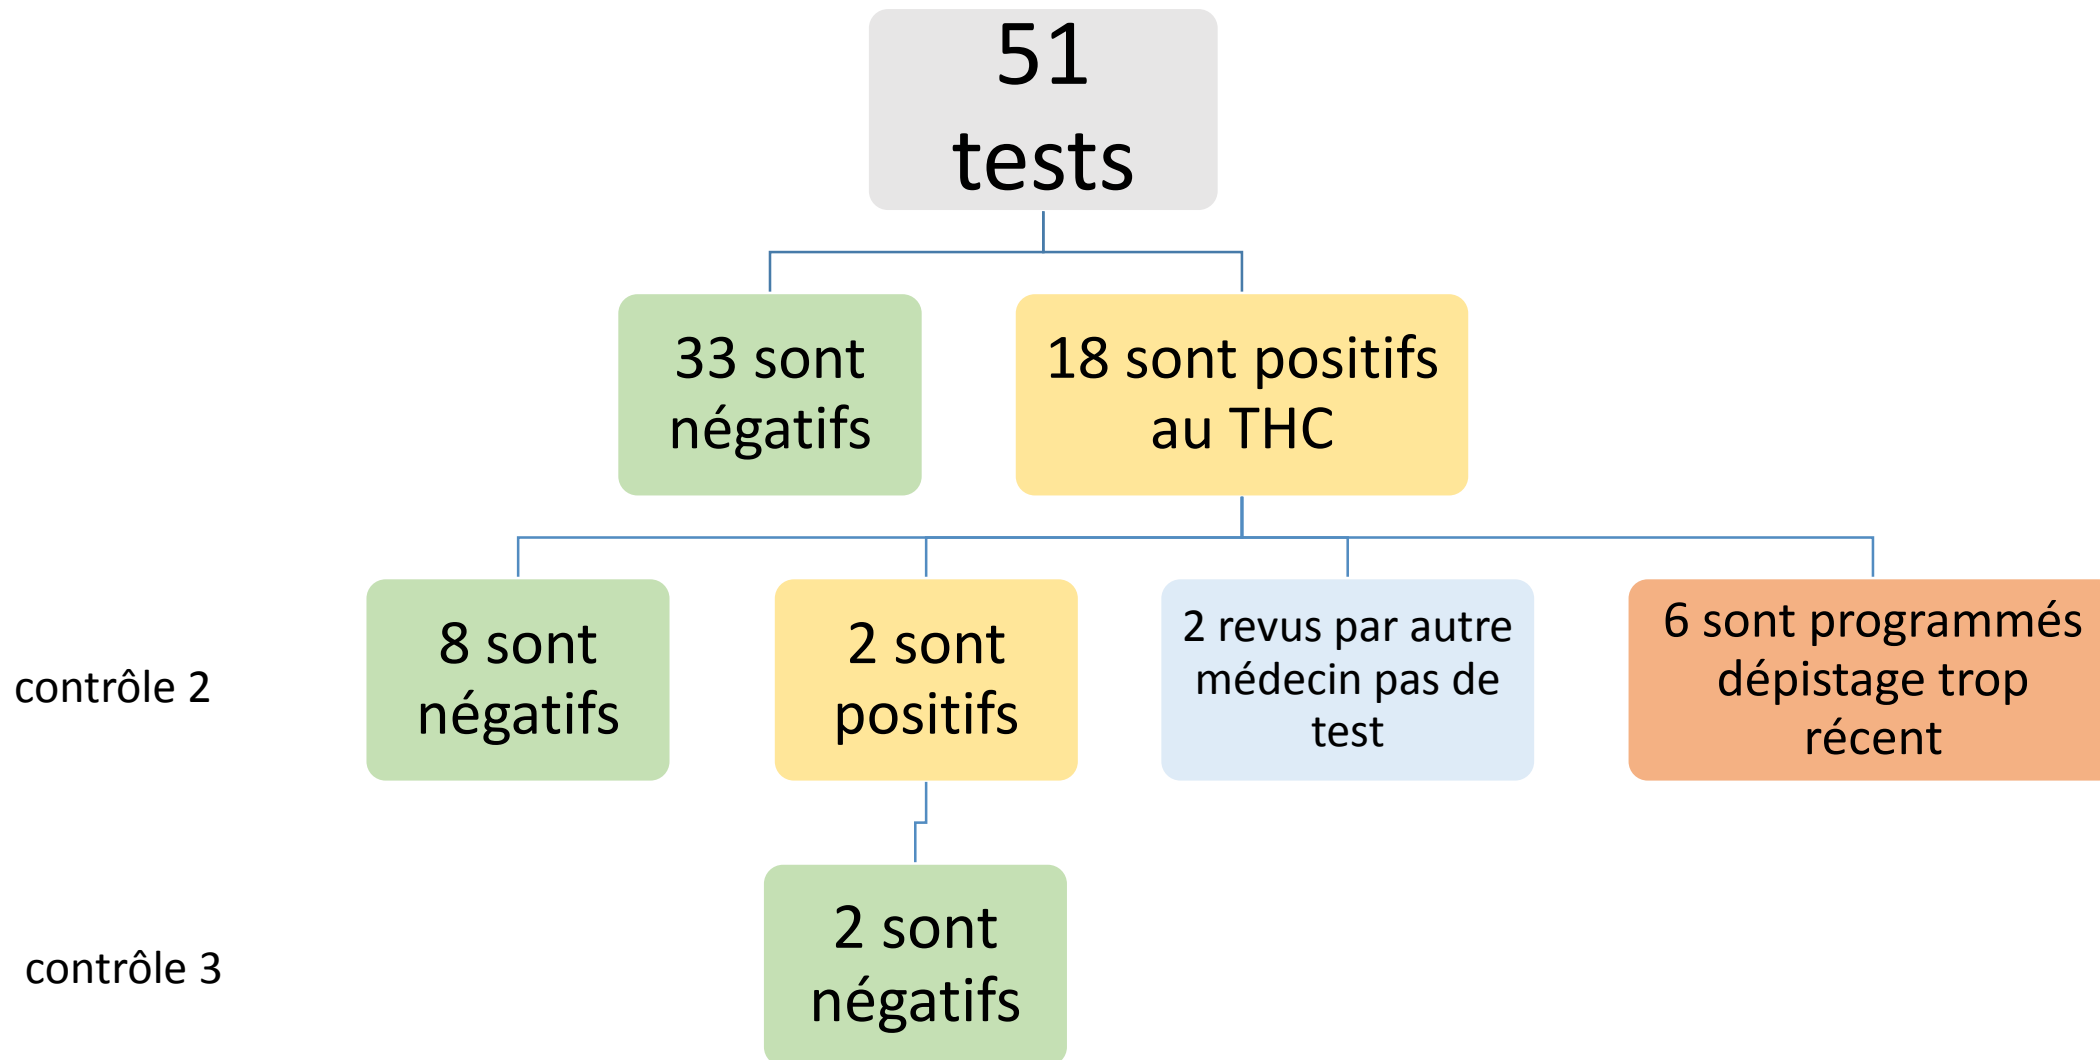 51
tests
33 sont
négatifs
18 sont positifs
au THC
contrôle 2
8 sont
négatifs
2 sont
positifs
2 revus par autre
médecin pas de
test
6 sont programmés
dépistage trop
récent
contrôle 3
2 sont
négatifs